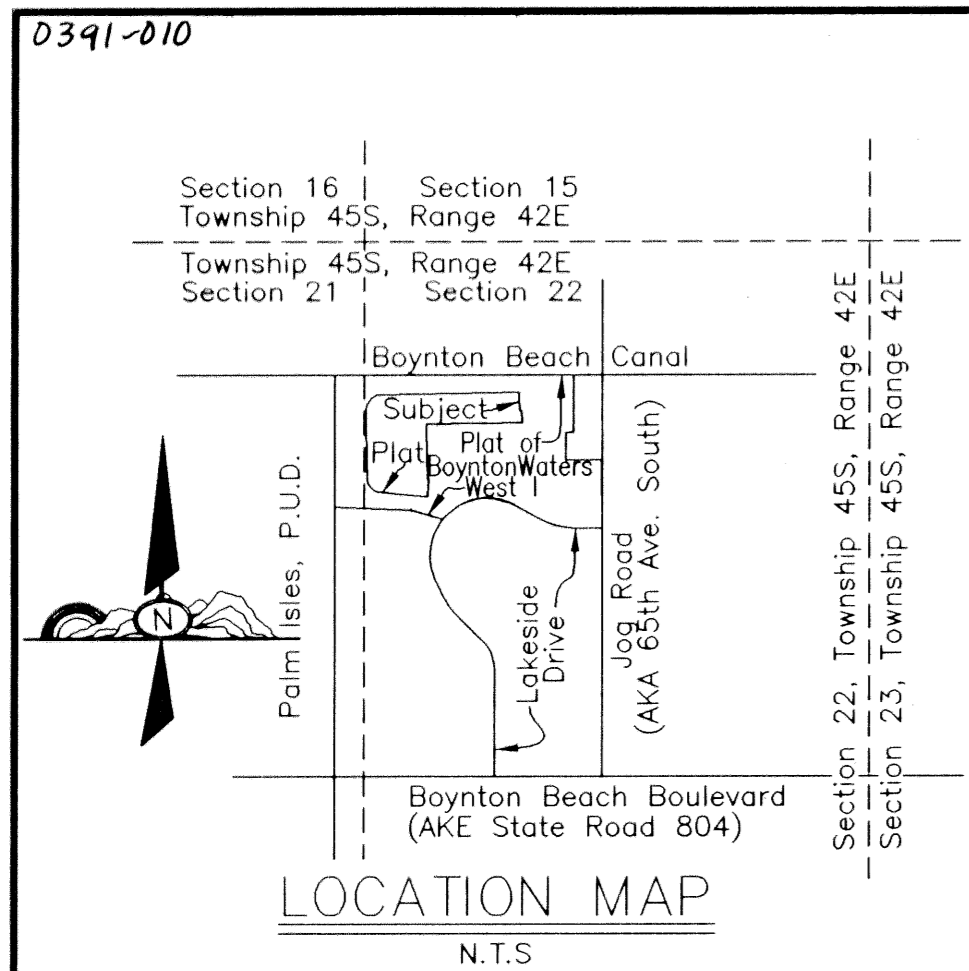 0391-010
Section 16 Section 15
Township 45S, Range 42E
Township 45S, Range 42E
Section 21 Section 22
Boynton Beach Canal
Subject
Plat
Plat of
BoyntonWaters
West I
Palm Isles, P.U.D.
N
Lakeside
Drive
Jog Road
(AKA 65th Ave. South)
Section 22, Township 45S, Range 42E
Section 23, Township 45S, Range 42E
Boynton Beach Boulevard
(AKE State Road 804)
LOCATION MAP
N.T.S